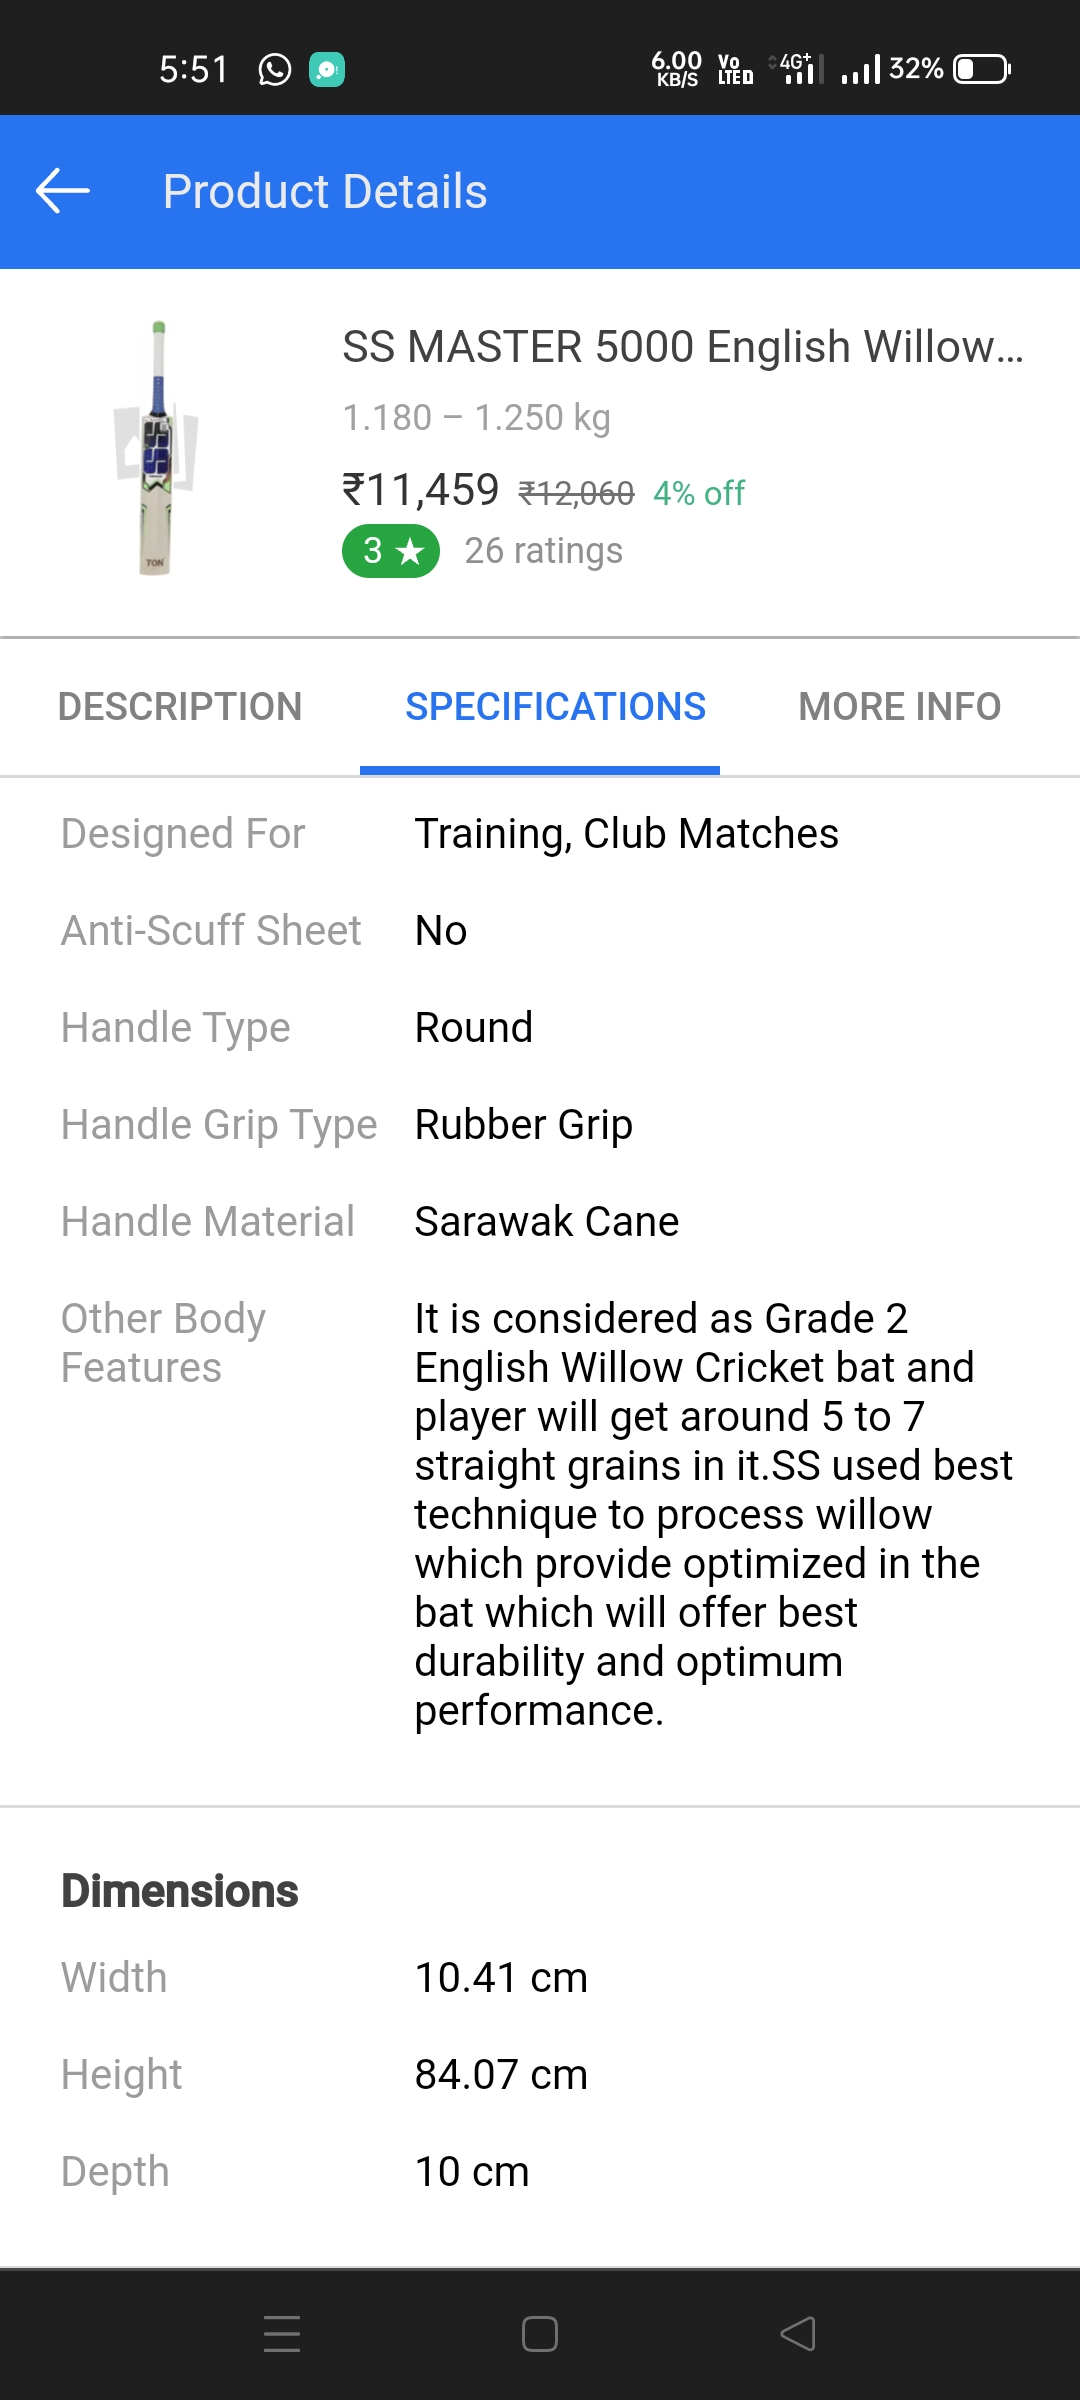 5:51
6.00 KB/S Vo LTE 4G+ 32%
Product Details
SS MASTER 5000 English Willow...
1.180 – 1.250 kg
₹11,459 ₹12,060 4% off
3 ★ 26 ratings
TON
DESCRIPTION SPECIFICATIONS MORE INFO
Designed For Training, Club Matches
Anti-Scuff Sheet No
Handle Type Round
Handle Grip Type Rubber Grip
Handle Material Sarawak Cane
Other Body Features
It is considered as Grade 2
English Willow Cricket bat and
player will get around 5 to 7
straight grains in it.SS used best
technique to process willow
which provide optimized in the
bat which will offer best
durability and optimum
performance.
Dimensions
Width 10.41 cm
Height 84.07 cm
Depth 10 cm